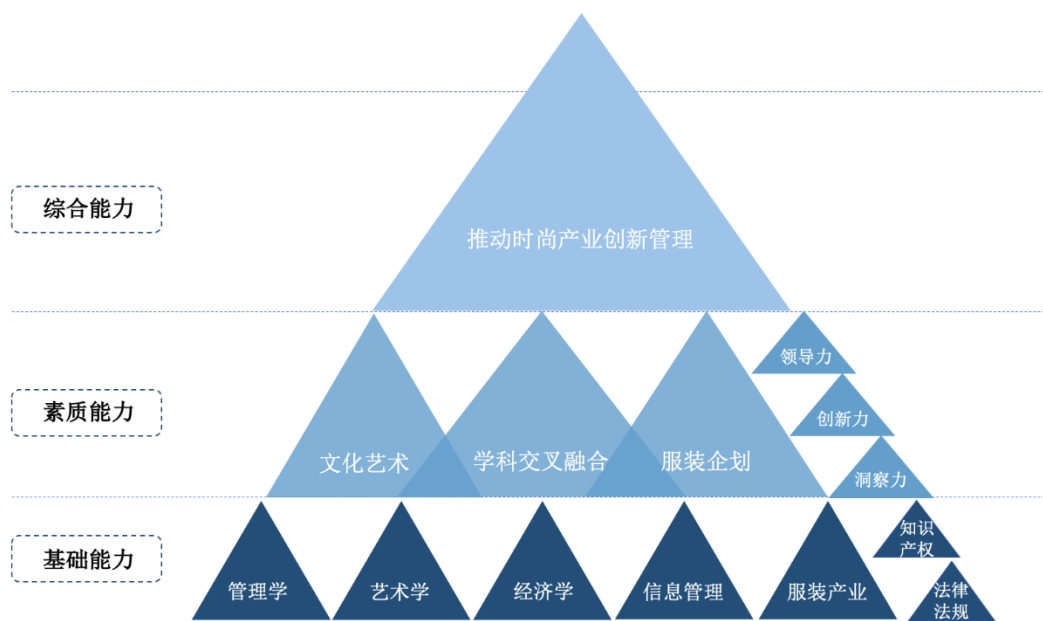 综合能力
推动时尚产业创新管理
素质能力
文化艺术
学科交叉融合
服装企划
领导力
创新力
洞察力
基础能力
管理学
艺术学
经济学
信息管理
服装产业
知识
产权
法律
法规